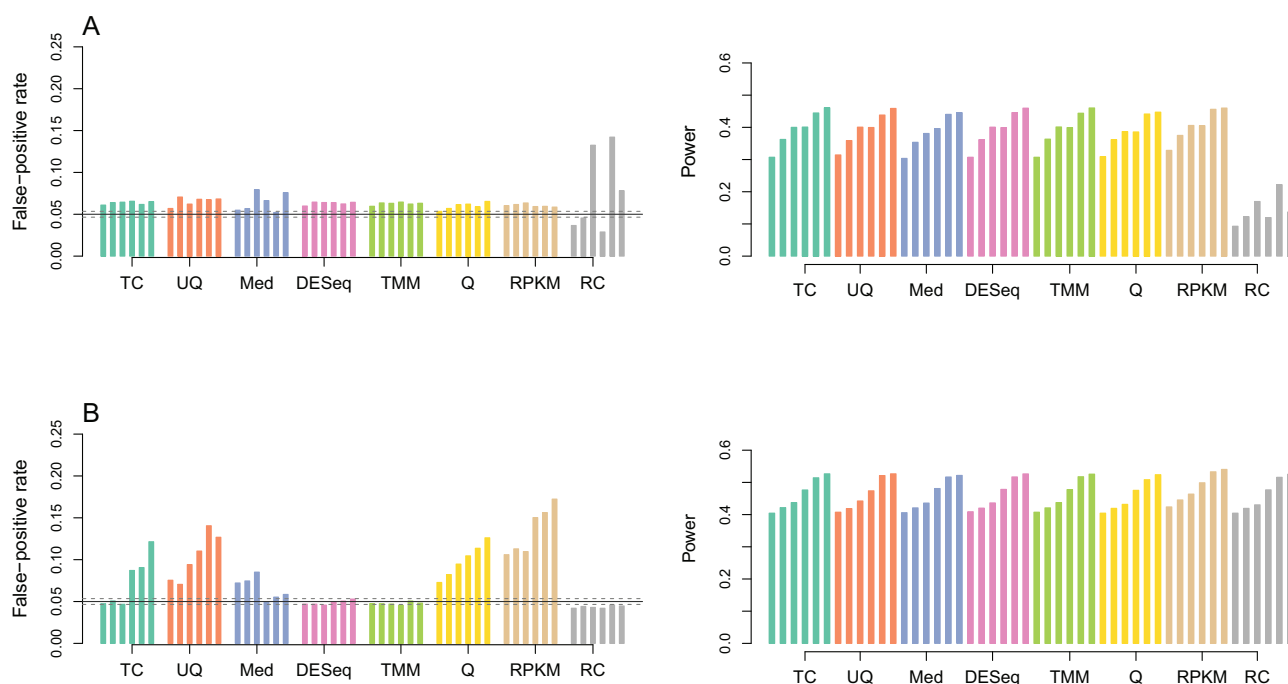 A
False−positive rate
0.00 0.05 0.10 0.15 0.20 0.25
TC UQ Med DESeq TMM Q RPKM RC
Power
0.0 0.2 0.4 0.6
TC UQ Med DESeq TMM Q RPKM RC
B
False−positive rate
0.00 0.05 0.10 0.15 0.20 0.25
TC UQ Med DESeq TMM Q RPKM RC
Power
0.0 0.2 0.4 0.6
TC UQ Med DESeq TMM Q RPKM RC